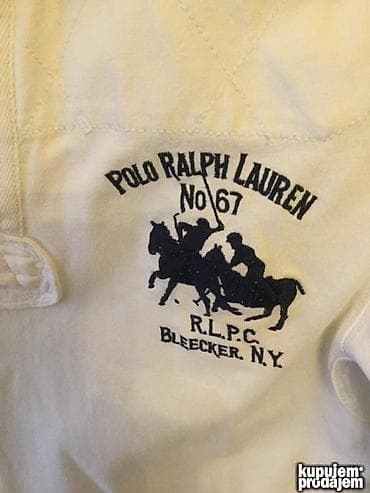 POLO RALPH LAUREN
No 67
R.L.P.C.
BLEECKER, N.Y.
kupujem
prodajem